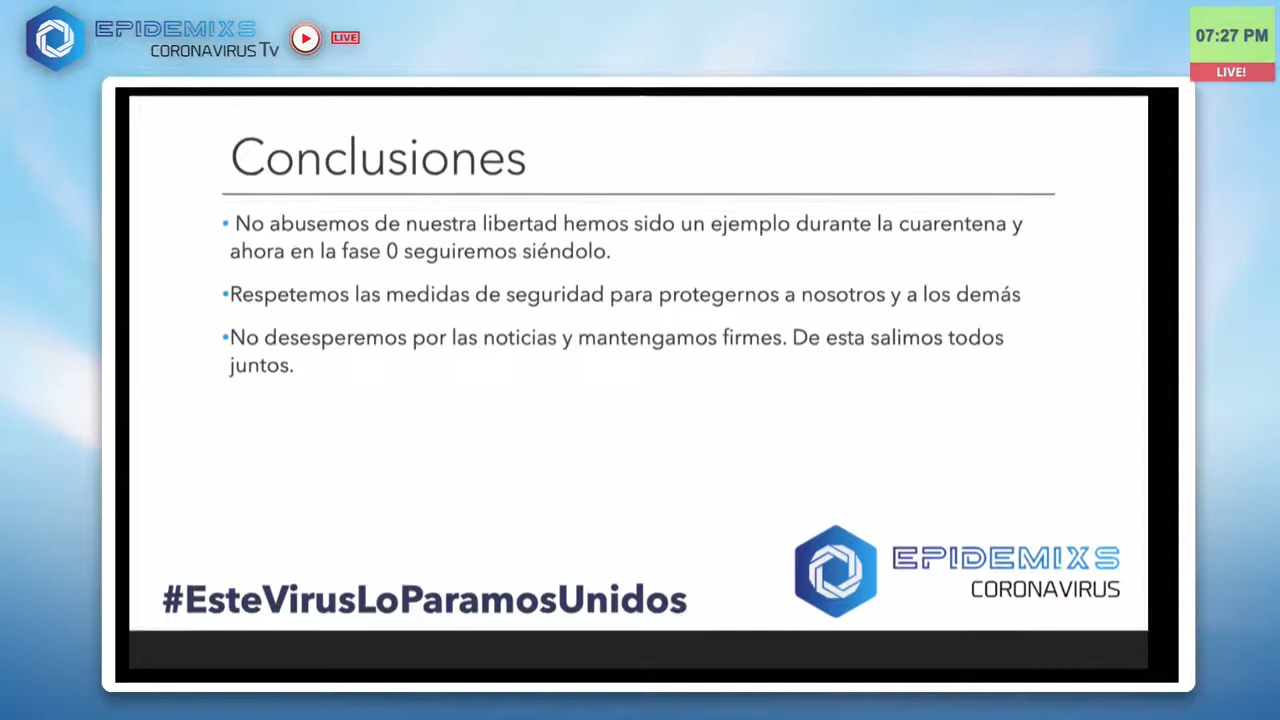 EPIDEMIXS
CORONAVIRUS Tv
LIVE
07:27 PM
LIVE!
Conclusiones
• No abusemos de nuestra libertad hemos sido un ejemplo durante la cuarentena y
ahora en la fase 0 seguiremos siéndolo.
•Respetemos las medidas de seguridad para protegernos a nosotros y a los demás
•No desesperemos por las noticias y mantengamos firmes. De esta salimos todos
juntos.
#EsteVirusLoParamosUnidos
EPIDEMIXS
CORONAVIRUS